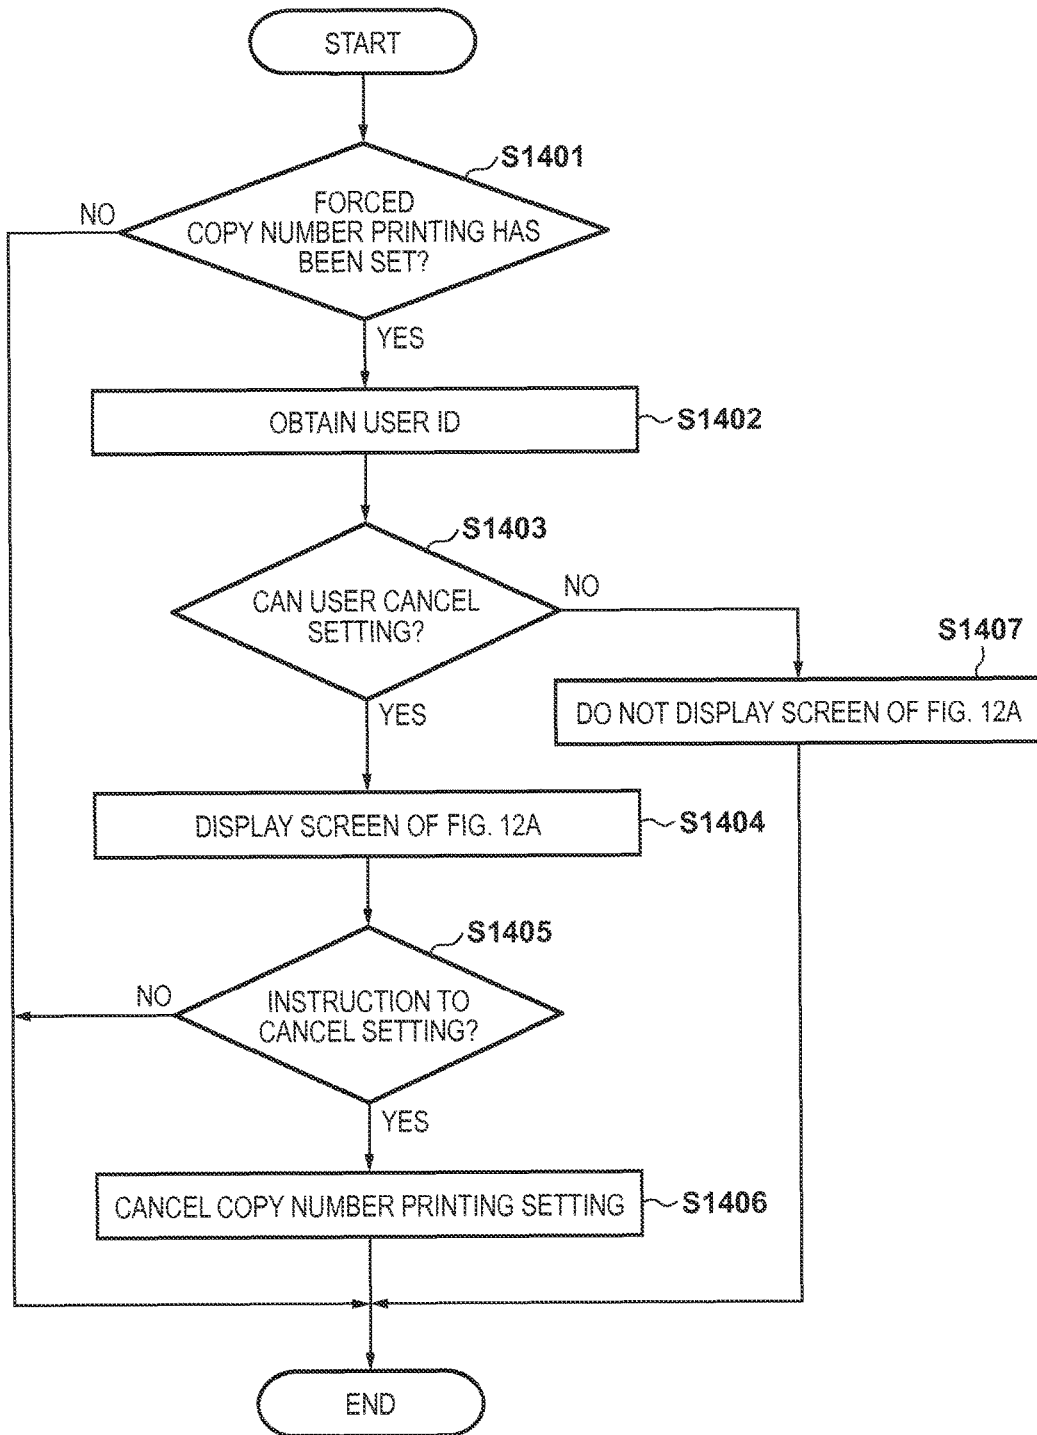 START
S1401
FORCED
COPY NUMBER PRINTING HAS
BEEN SET?
NO
YES
OBTAIN USER ID
S1402
S1403
CAN USER CANCEL
SETTING?
NO
YES
S1407
DO NOT DISPLAY SCREEN OF FIG. 12A
DISPLAY SCREEN OF FIG. 12A
S1404
S1405
INSTRUCTION TO
CANCEL SETTING?
NO
YES
CANCEL COPY NUMBER PRINTING SETTING
S1406
END